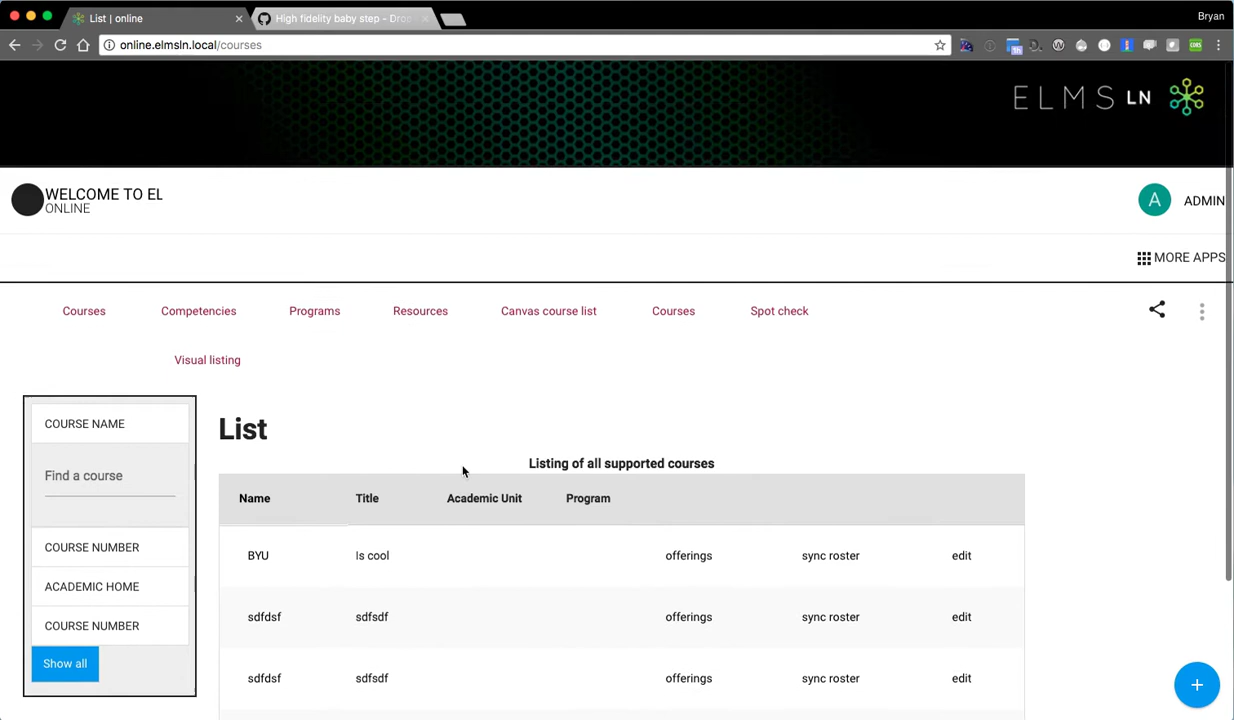 List | online
High fidelity baby step - Drop
Bryan
online.elmsln.local/courses
ELMS LN
WELCOME TO EL
ONLINE
A ADMIN
MORE APPS
Courses Competencies Programs Resources Canvas course list Courses Spot check
Visual listing
COURSE NAME
Find a course
COURSE NUMBER
ACADEMIC HOME
COURSE NUMBER
Show all
List
Listing of all supported courses
Name Title Academic Unit Program
BYU Is cool offerings sync roster edit
sdfdsf sdfsdf offerings sync roster edit
sdfdsf sdfsdf offerings sync roster edit
+